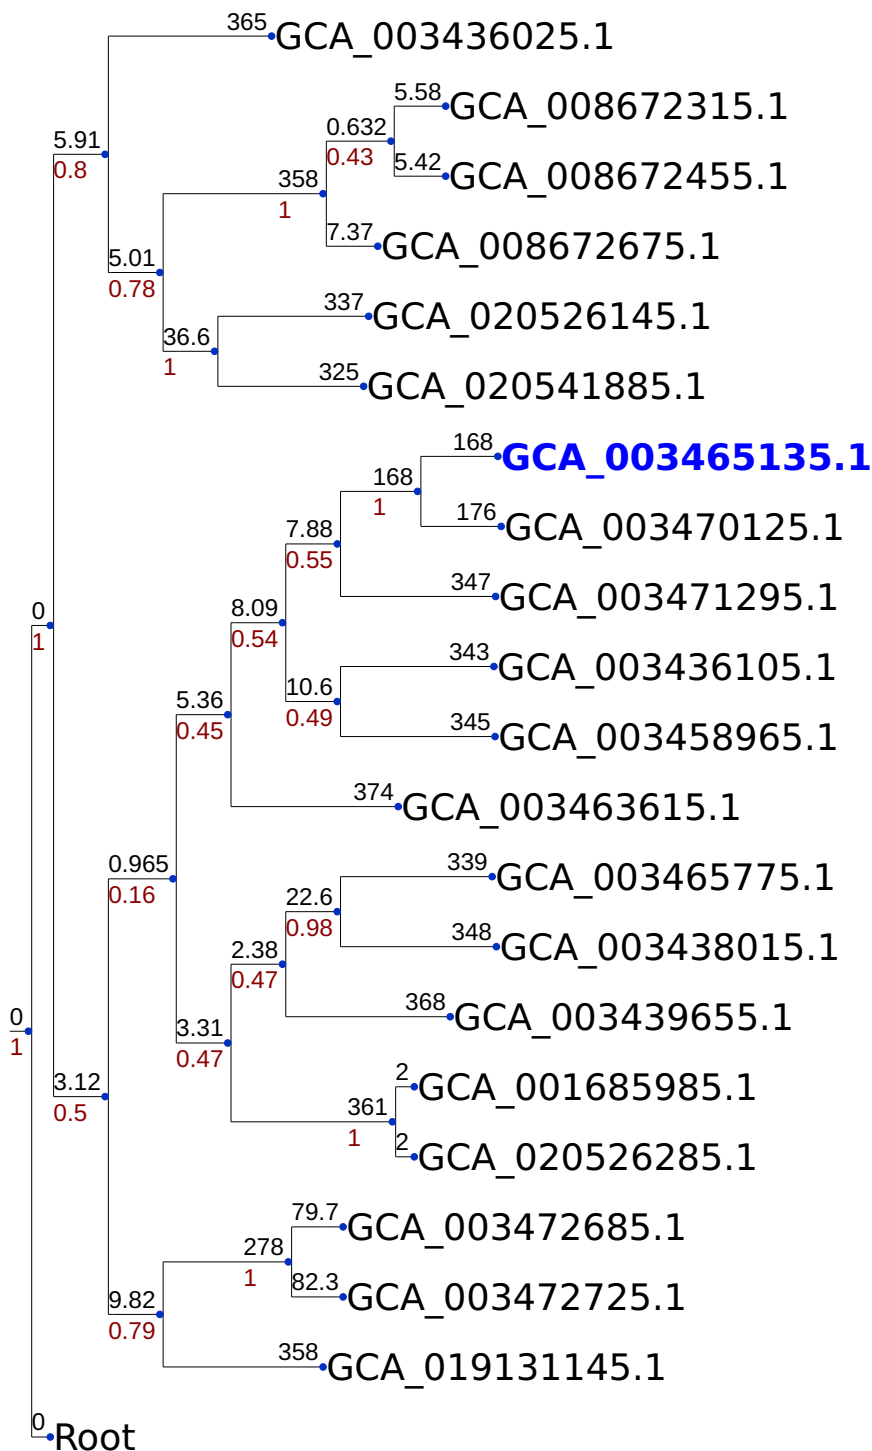 365
GCA_003436025.1
5.58
GCA_008672315.1
0.632
0.43
5.91
0.8
5.42
GCA_008672455.1
358
1
7.37
GCA_008672675.1
5.01
0.78
337
GCA_020526145.1
36.6
1
325
GCA_020541885.1
168
GCA_003465135.1
168
1
176
GCA_003470125.1
7.88
0.55
347
GCA_003471295.1
0
1
8.09
0.54
343
GCA_003436105.1
10.6
0.49
5.36
0.45
345
GCA_003458965.1
374
GCA_003463615.1
0.965
0.16
339
GCA_003465775.1
22.6
0.98
348
GCA_003438015.1
2.38
0.47
368
GCA_003439655.1
0
1
3.31
0.47
2
GCA_001685985.1
3.12
0.5
361
1
2
GCA_020526285.1
79.7
GCA_003472685.1
278
1
82.3
GCA_003472725.1
9.82
0.79
358
GCA_019131145.1
0
Root